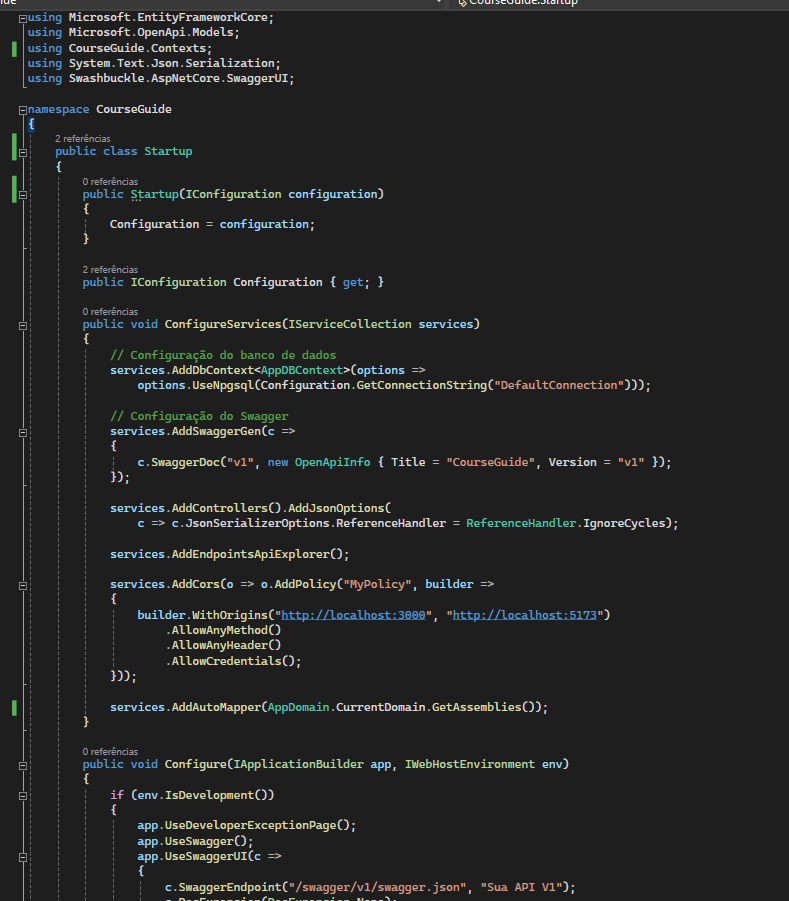 de CourseGuide.Startup
using Microsoft.EntityFrameworkCore;
using Microsoft.OpenApi.Models;
using CourseGuide.Contexts;
using System.Text.Json.Serialization;
using Swashbuckle.AspNetCore.SwaggerUI;
namespace CourseGuide
{
2 referências
public class Startup
{
0 referências
public Startup(IConfiguration configuration)
{
Configuration = configuration;
}
2 referências
public IConfiguration Configuration { get; }
0 referências
public void ConfigureServices(IServiceCollection services)
{
// Configuração do banco de dados
services.AddDbContext<AppDBContext>(options =>
options.UseNpgsql(Configuration.GetConnectionString("DefaultConnection")));
// Configuração do Swagger
services.AddSwaggerGen(c =>
{
c.SwaggerDoc("v1", new OpenApiInfo { Title = "CourseGuide", Version = "v1" });
});
services.AddControllers().AddJsonOptions(
c => c.JsonSerializerOptions.ReferenceHandler = ReferenceHandler.IgnoreCycles);
services.AddEndpointsApiExplorer();
services.AddCors(o => o.AddPolicy("MyPolicy", builder =>
{
builder.WithOrigins("http://localhost:3000", "http://localhost:5173")
.AllowAnyMethod()
.AllowAnyHeader()
.AllowCredentials();
}));
services.AddAutoMapper(AppDomain.CurrentDomain.GetAssemblies());
}
0 referências
public void Configure(IApplicationBuilder app, IWebHostEnvironment env)
{
if (env.IsDevelopment())
{
app.UseDeveloperExceptionPage();
app.UseSwagger();
app.UseSwaggerUI(c =>
{
c.SwaggerEndpoint("/swagger/v1/swagger.json", "Sua API V1");
c.DocExpansion(DocExpansion.None);